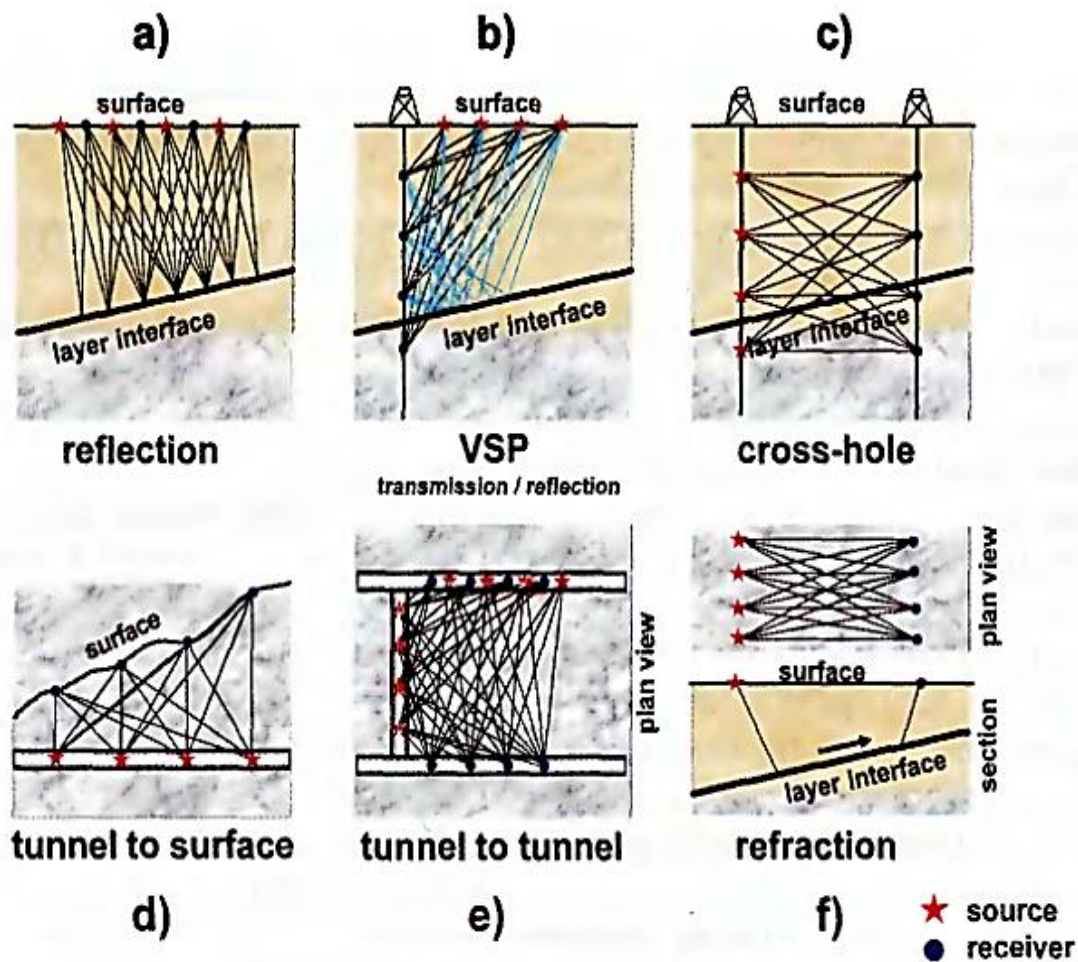 a)
b)
c)
surface
surface
surface
layer interface
layer interface
layer interface
reflection
VSP
cross-hole
transmission / reflection
plan view
plan view
surface
surface
layer interface
section
tunnel to surface
tunnel to tunnel
refraction
d)
e)
f)
source
receiver